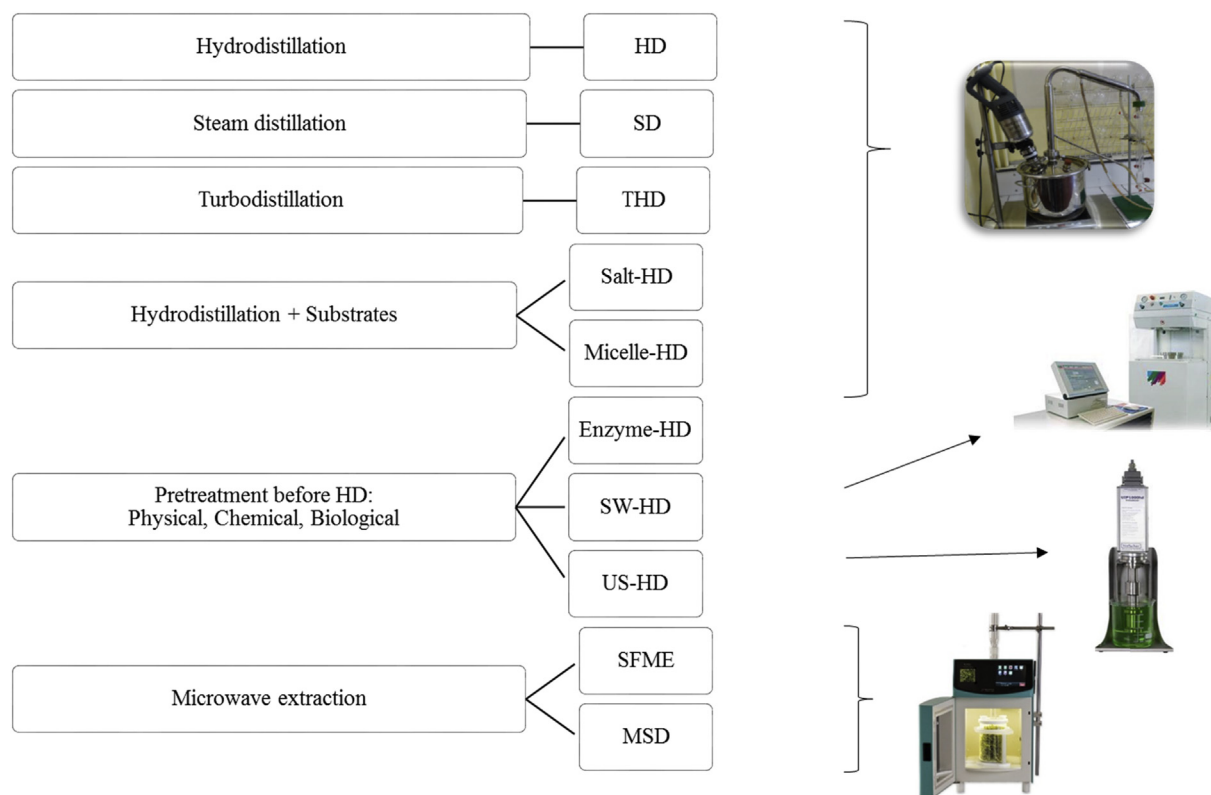 Hydrodistillation
HD
Steam distillation
SD
Turbodistillation
THD
Hydrodistillation + Substrates
Salt-HD
Micelle-HD
Pretreatment before HD:
Physical, Chemical, Biological
Enzyme-HD
SW-HD
US-HD
Microwave extraction
SFME
MSD